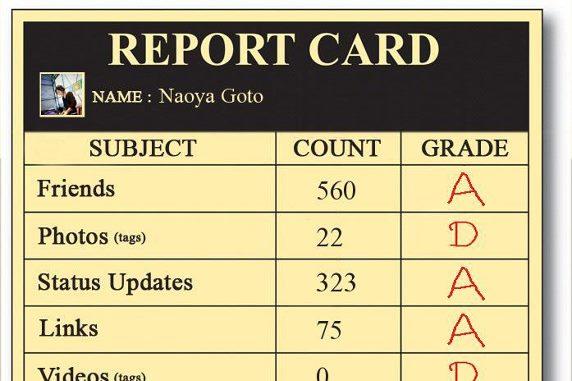 REPORT CARD
NAME : Naoya Goto
SUBJECT COUNT GRADE
Friends 560 A
Photos (tags) 22 D
Status Updates 323 A
Links 75 A
Videos (tags) 0 D